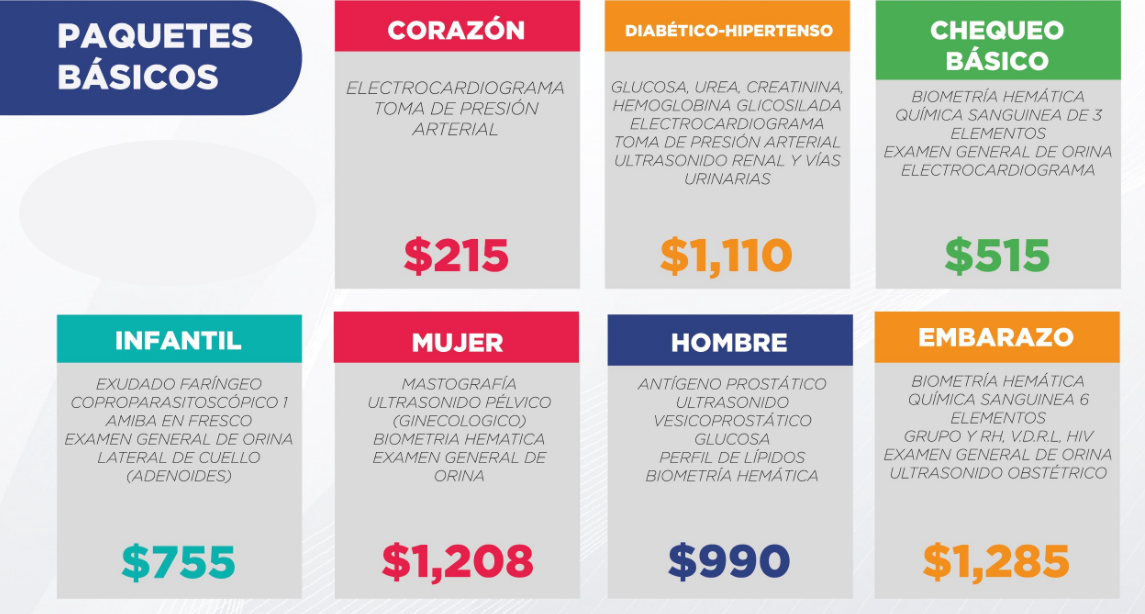 PAQUETES
BÁSICOS
CORAZÓN
ELECTROCARDIOGRAMA
TOMA DE PRESIÓN
ARTERIAL
$215
DIABÉTICO-HIPERTENSO
GLUCOSA, UREA, CREATININA,
HEMOGLOBINA GLICOSILADA
ELECTROCARDIOGRAMA
TOMA DE PRESIÓN ARTERIAL
ULTRASONIDO RENAL Y VÍAS
URINARIAS
$1,110
CHEQUEO
BÁSICO
BIOMETRÍA HEMÁTICA
QUÍMICA SANGUINEA DE 3
ELEMENTOS
EXAMEN GENERAL DE ORINA
ELECTROCARDIOGRAMA
$515
INFANTIL
EXUDADO FARÍNGEO
COPROPARASITOSCÓPICO 1
AMIBA EN FRESCO
EXAMEN GENERAL DE ORINA
LATERAL DE CUELLO
(ADENOIDES)
$755
MUJER
MASTOGRAFÍA
ULTRASONIDO PÉLVICO
(GINECOLOGICO)
BIOMETRIA HEMATICA
EXAMEN GENERAL DE
ORINA
$1,208
HOMBRE
ANTÍGENO PROSTÁTICO
ULTRASONIDO
VESICOPROSTÁTICO
GLUCOSA
PERFIL DE LÍPIDOS
BIOMETRÍA HEMÁTICA
$990
EMBARAZO
BIOMETRÍA HEMÁTICA
QUÍMICA SANGUINEA 6
ELEMENTOS
GRUPO Y RH, V.D.R.L, HIV
EXAMEN GENERAL DE ORINA
ULTRASONIDO OBSTÉTRICO
$1,285